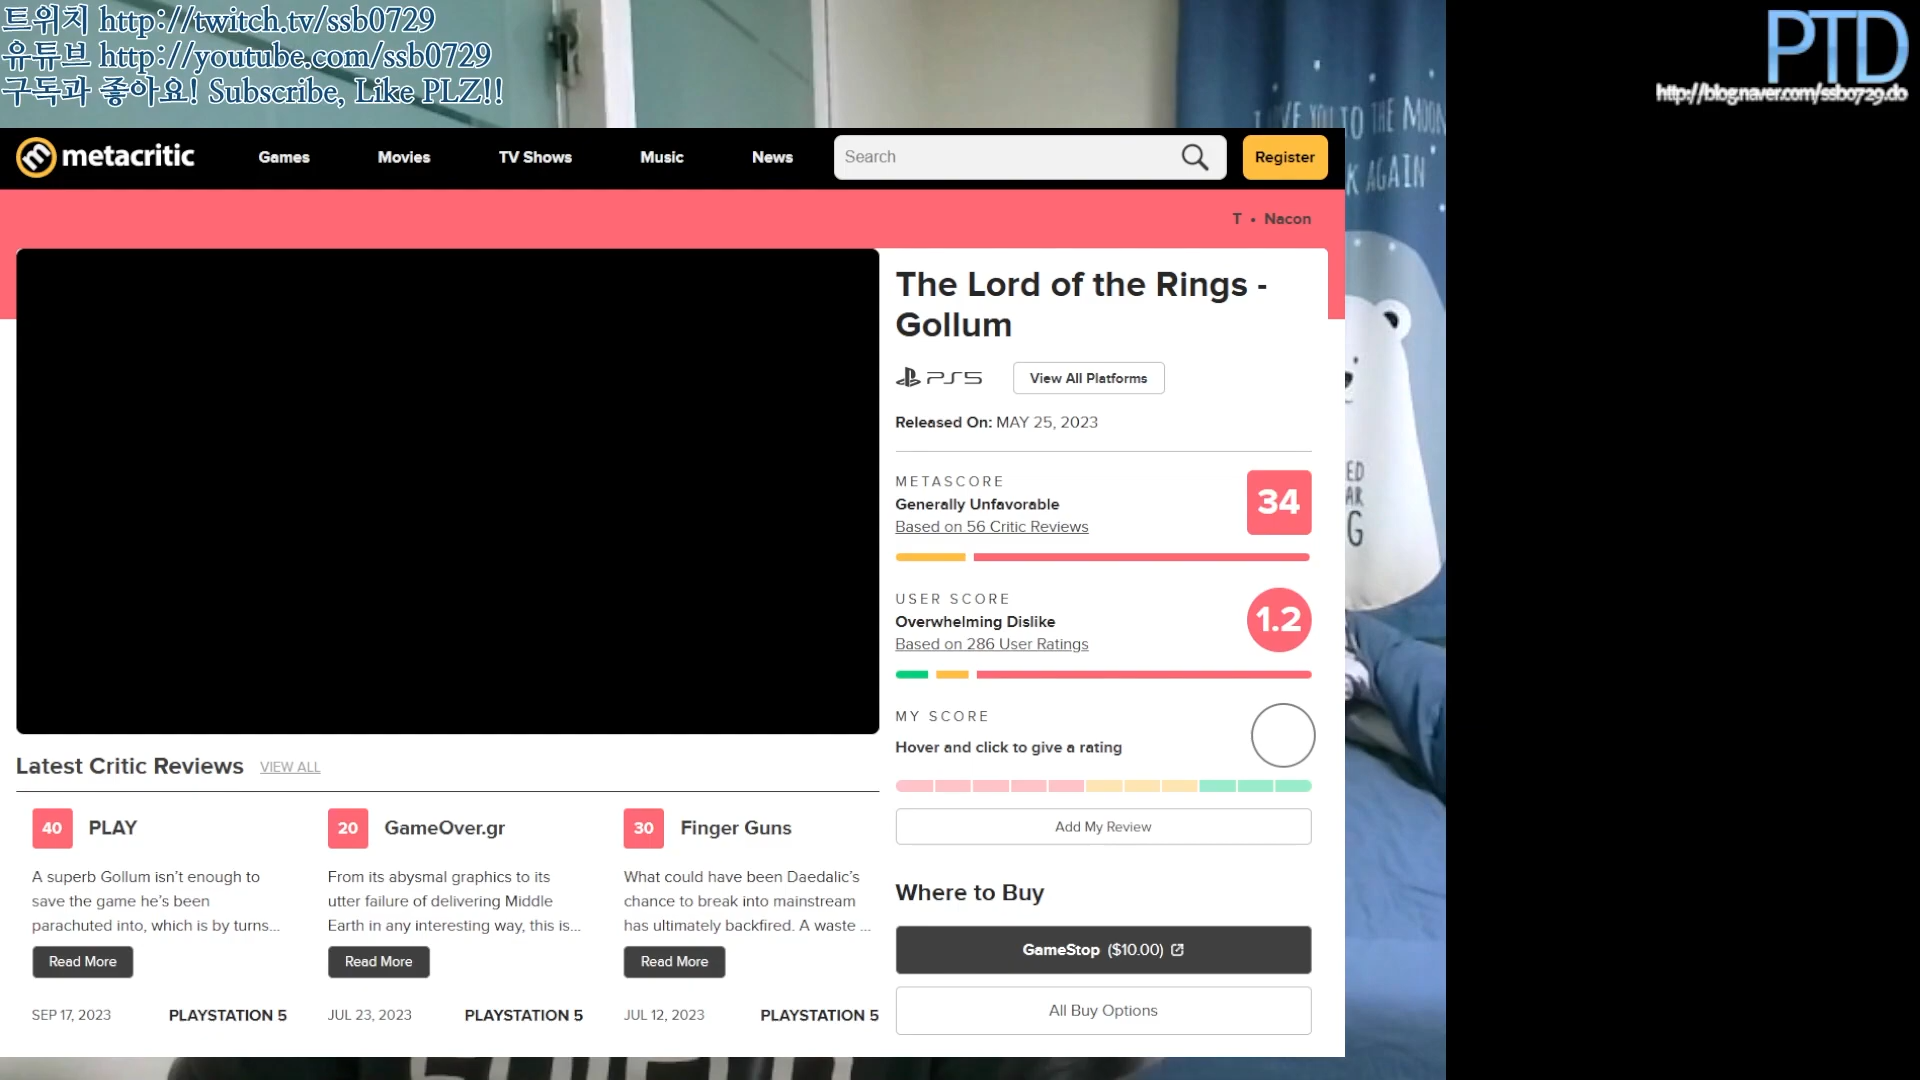 트위치 http://twitch.tv/ssb0729
유튜브 http://youtube.com/ssb0729
구독과 좋아요! Subscribe, Like PLZ!!
PTD
http://blog.naver.com/ssb0729.do
TO THE MOON
K AGAIN
metacritic
Games
Movies
TV Shows
Music
News
Search
Register
T • Nacon
The Lord of the Rings -
Gollum
PS5
View All Platforms
Released On: MAY 25, 2023
METASCORE
Generally Unfavorable
Based on 56 Critic Reviews
34
USER SCORE
Overwhelming Dislike
Based on 286 User Ratings
1.2
MY SCORE
Hover and click to give a rating
Add My Review
Where to Buy
GameStop ($10.00)
All Buy Options
Latest Critic Reviews VIEW ALL
40 PLAY
A superb Gollum isn’t enough to
save the game he’s been
parachuted into, which is by turns...
Read More
SEP 17, 2023 PLAYSTATION 5
20 GameOver.gr
From its abysmal graphics to its
utter failure of delivering Middle
Earth in any interesting way, this is...
Read More
JUL 23, 2023 PLAYSTATION 5
30 Finger Guns
What could have been Daedalic’s
chance to break into mainstream
has ultimately backfired. A waste ...
Read More
JUL 12, 2023 PLAYSTATION 5